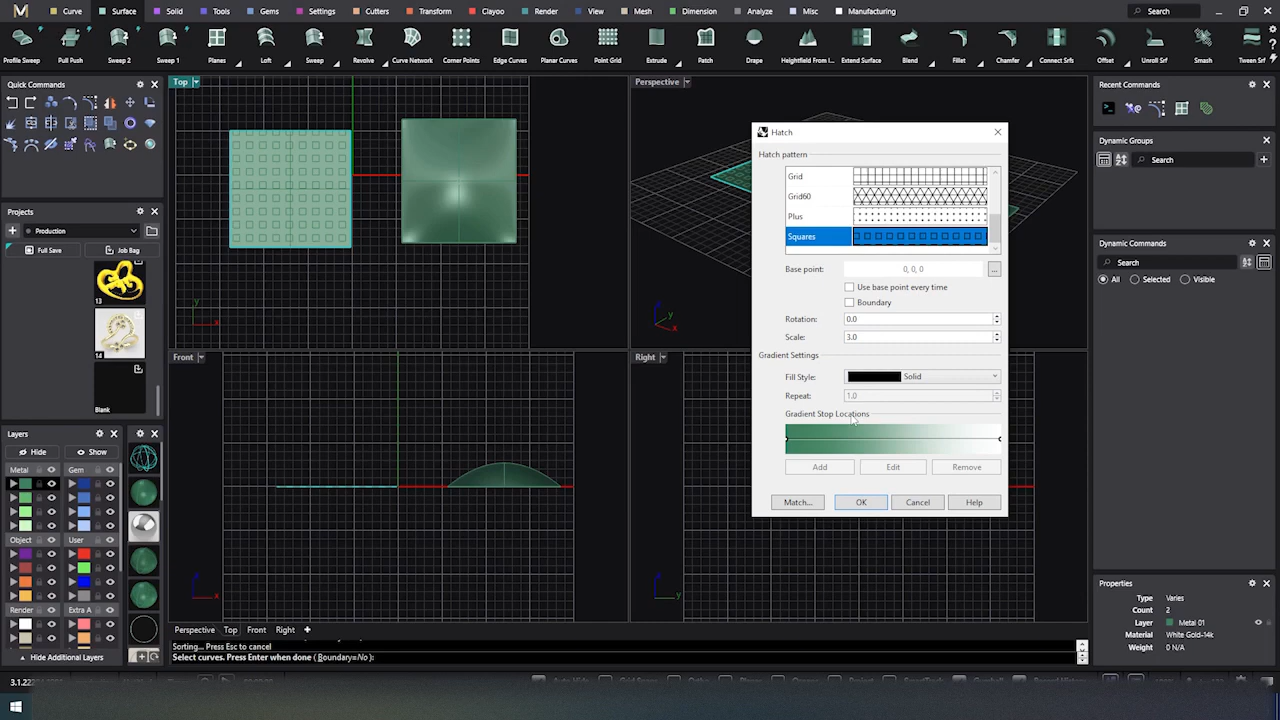 Curve Surface Solid Tools Gems Settings Cutters Transform Clayoo Render View Mesh Dimension Analyze Misc Manufacturing Search
Profile Sweep Push Pull Sweep 2 Sweep 1 Planes Loft Sweep Revolve Curve Network Corner Points Edge Curves Planar Curves Point Grid Extrude Patch Drape Heightfield From I... Extend Surface Blend Fillet Chamfer Connect Srfs Offset Unroll Srf Smash Tween Srf
Quick Commands
Projects
Production
Full Save Job Bag
13
14
Blank
Layers
Hide Show
Metal Gem
Object User
Render Extra A
Hide Additional Layers
Top
y
x
Perspective
y
x
Front
x
Right
y
Perspective Top Front Right
Sorting... Press Esc to cancel
Select curves. Press Enter when done ( Boundary=No ):
Hatch
Hatch pattern
Grid
Grid60
Plus
Squares
Base point: 0, 0, 0 ...
Use base point every time
Boundary
Rotation: 0.0
Scale: 3.0
Gradient Settings
Fill Style: Solid
Repeat: 1.0
Gradient Stop Locations
Add Edit Remove
Match... OK Cancel Help
Recent Commands
Dynamic Groups
Search
Dynamic Commands
Search
All Selected Visible
Properties
Type Varies
Count 2
Layer Metal 01
Material White Gold-14k
Weight 0 N/A